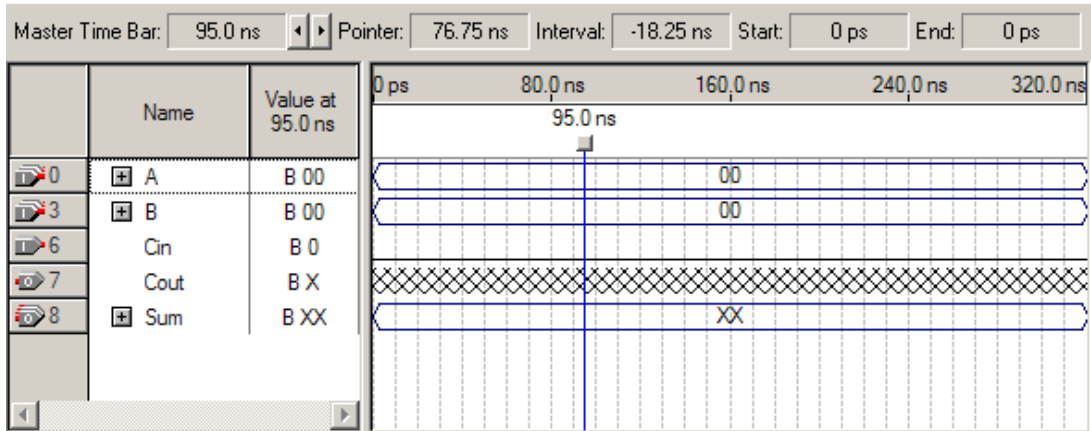 Master Time Bar: 95.0 ns Pointer: 76.75 ns Interval: -18.25 ns Start: 0 ps End: 0 ps
Name Value at 95.0 ns 0 ps 80.0 ns 160.0 ns 240.0 ns 320.0 ns
95.0 ns
0 A B 00 00
3 B B 00 00
6 Cin B 0
7 Cout B X
8 Sum B XX XX